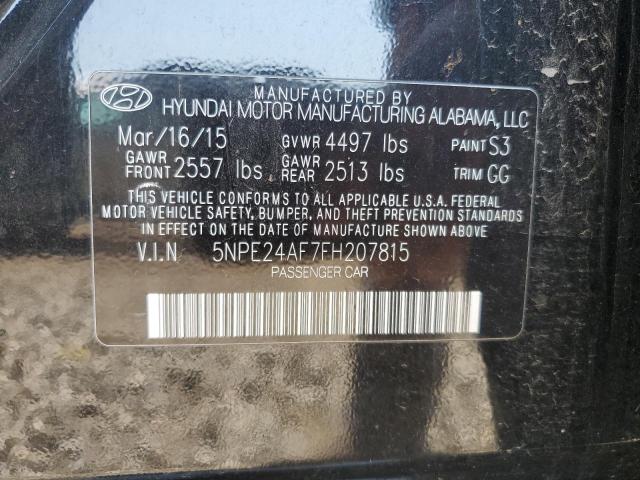 MANUFACTURED BY
HYUNDAI MOTOR MANUFACTURING ALABAMA, LLC
Mar/16/15 GVWR 4497 lbs PAINT S3
GAWR FRONT 2557 lbs GAWR REAR 2513 lbs TRIM GG
THIS VEHICLE CONFORMS TO ALL APPLICABLE U.S.A. FEDERAL
MOTOR VEHICLE SAFETY, BUMPER, AND THEFT PREVENTION STANDARDS
IN EFFECT ON THE DATE OF MANUFACTURE SHOWN ABOVE.
V.I.N 5NPE24AF7FH207815
PASSENGER CAR